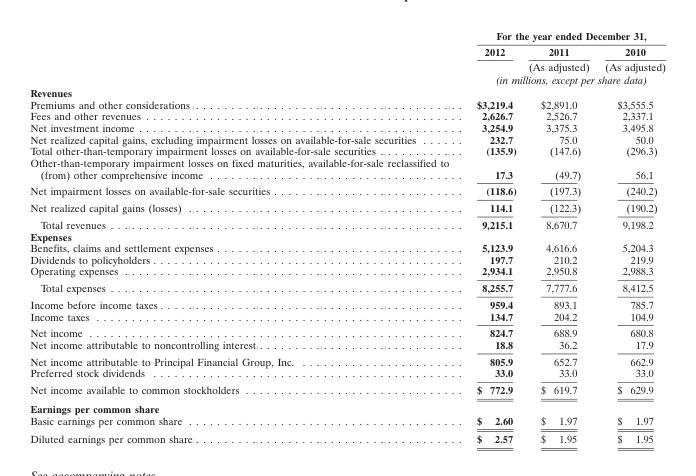 For the year ended December 31,
2012 2011 2010
(As adjusted) (As adjusted)
(in millions, except per share data)
Revenues
Premiums and other considerations . . . . . . . . . . $3,219.4 $2,891.0 $3,555.5
Fees and other revenues . . . . . . . . . . 2,626.7 2,526.7 2,337.1
Net investment income . . . . . . . . . . 3,254.9 3,375.3 3,495.8
Net realized capital gains, excluding impairment losses on available-for-sale securities . . . . . . 232.7 75.0 50.0
Total other-than-temporary impairment losses on available-for-sale securities . . . . . . . . . . (135.9) (147.6) (296.3)
Other-than-temporary impairment losses on fixed maturities, available-for-sale reclassified to
(from) other comprehensive income . . . . . . . . . . 17.3 (49.7) 56.1
Net impairment losses on available-for-sale securities . . . . . . . . . . (118.6) (197.3) (240.2)
Net realized capital gains (losses) . . . . . . . . . . 114.1 (122.3) (190.2)
Total revenues . . . . . . . . . . 9,215.1 8,670.7 9,198.2
Expenses
Benefits, claims and settlement expenses . . . . . . . . . . 5,123.9 4,616.6 5,204.3
Dividends to policyholders . . . . . . . . . . 197.7 210.2 219.9
Operating expenses . . . . . . . . . . 2,934.1 2,950.8 2,988.3
Total expenses . . . . . . . . . . 8,255.7 7,777.6 8,412.5
Income before income taxes . . . . . . . . . . 959.4 893.1 785.7
Income taxes . . . . . . . . . . 134.7 204.2 104.9
Net income . . . . . . . . . . 824.7 688.9 680.8
Net income attributable to noncontrolling interest . . . . . . . . . . 18.8 36.2 17.9
Net income attributable to Principal Financial Group, Inc. . . . . . . . . . . 805.9 652.7 662.9
Preferred stock dividends . . . . . . . . . . 33.0 33.0 33.0
Net income available to common stockholders . . . . . . . . . . $ 772.9 $ 619.7 $ 629.9
Earnings per common share
Basic earnings per common share . . . . . . . . . . $ 2.60 $ 1.97 $ 1.97
Diluted earnings per common share . . . . . . . . . . $ 2.57 $ 1.95 $ 1.95
See accompanying notes